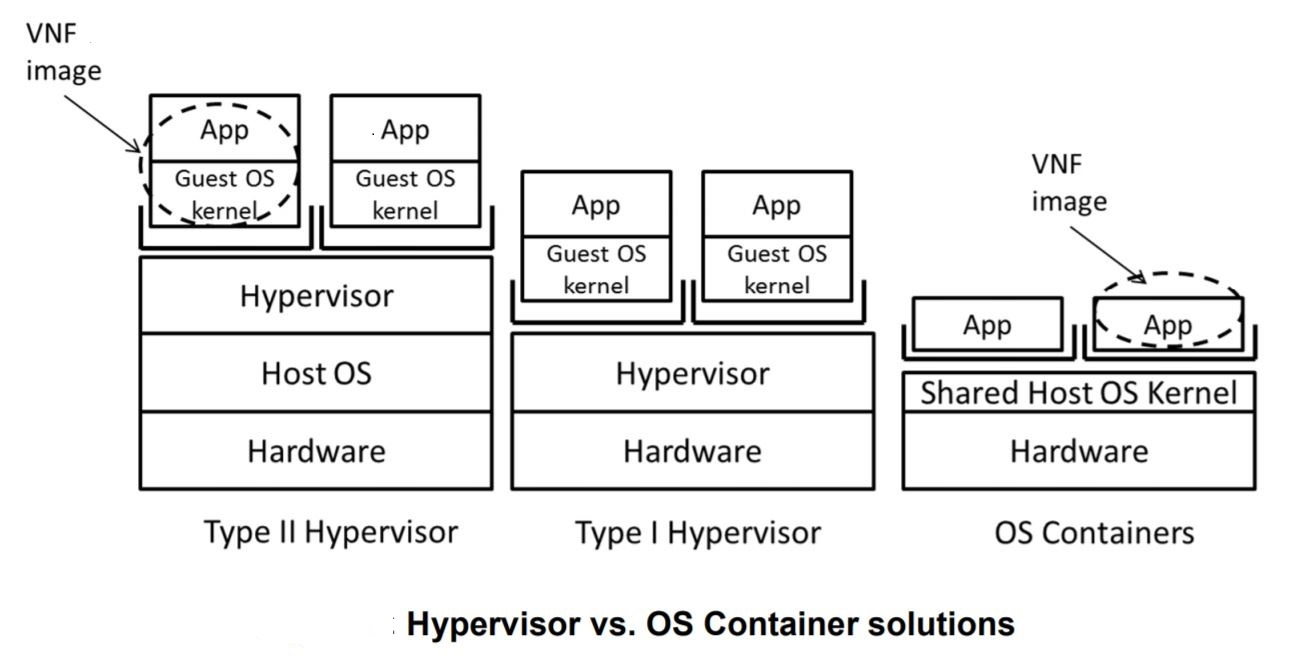 VNF
image
App
Guest OS
kernel
App
Guest OS
kernel
Hypervisor
Host OS
Hardware
Type II Hypervisor
App
Guest OS
kernel
App
Guest OS
kernel
Hypervisor
Hardware
Type I Hypervisor
VNF
image
App
App
Shared Host OS Kernel
Hardware
OS Containers
Hypervisor vs. OS Container solutions